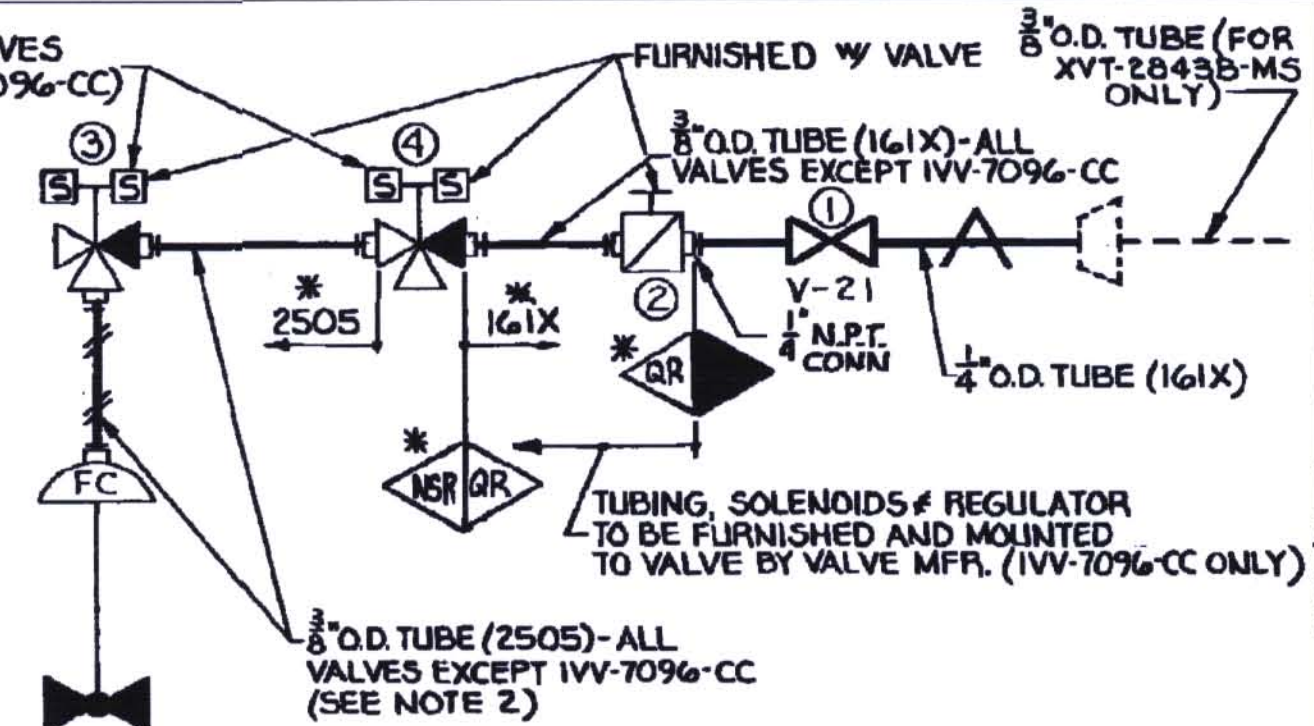 VES
096-CC)
FURNISHED W/ VALVE
3/8" O.D. TUBE (FOR
XVT-2843B-MS
ONLY)
3
S
S
4
S
S
3/8" O.D. TUBE (161X)-ALL
VALVES EXCEPT IVV-7096-CC
1
V-21
2
1/4" N.P.T.
CONN
1/4" O.D. TUBE (161X)
*
2505
*
161X
*
QR
*
NSR QR
FC
TUBING, SOLENOIDS & REGULATOR
TO BE FURNISHED AND MOUNTED
TO VALVE BY VALVE MFR. (IVV-7096-CC ONLY)
3/8" O.D. TUBE (2505)-ALL
VALVES EXCEPT IVV-7096-CC
(SEE NOTE 2)